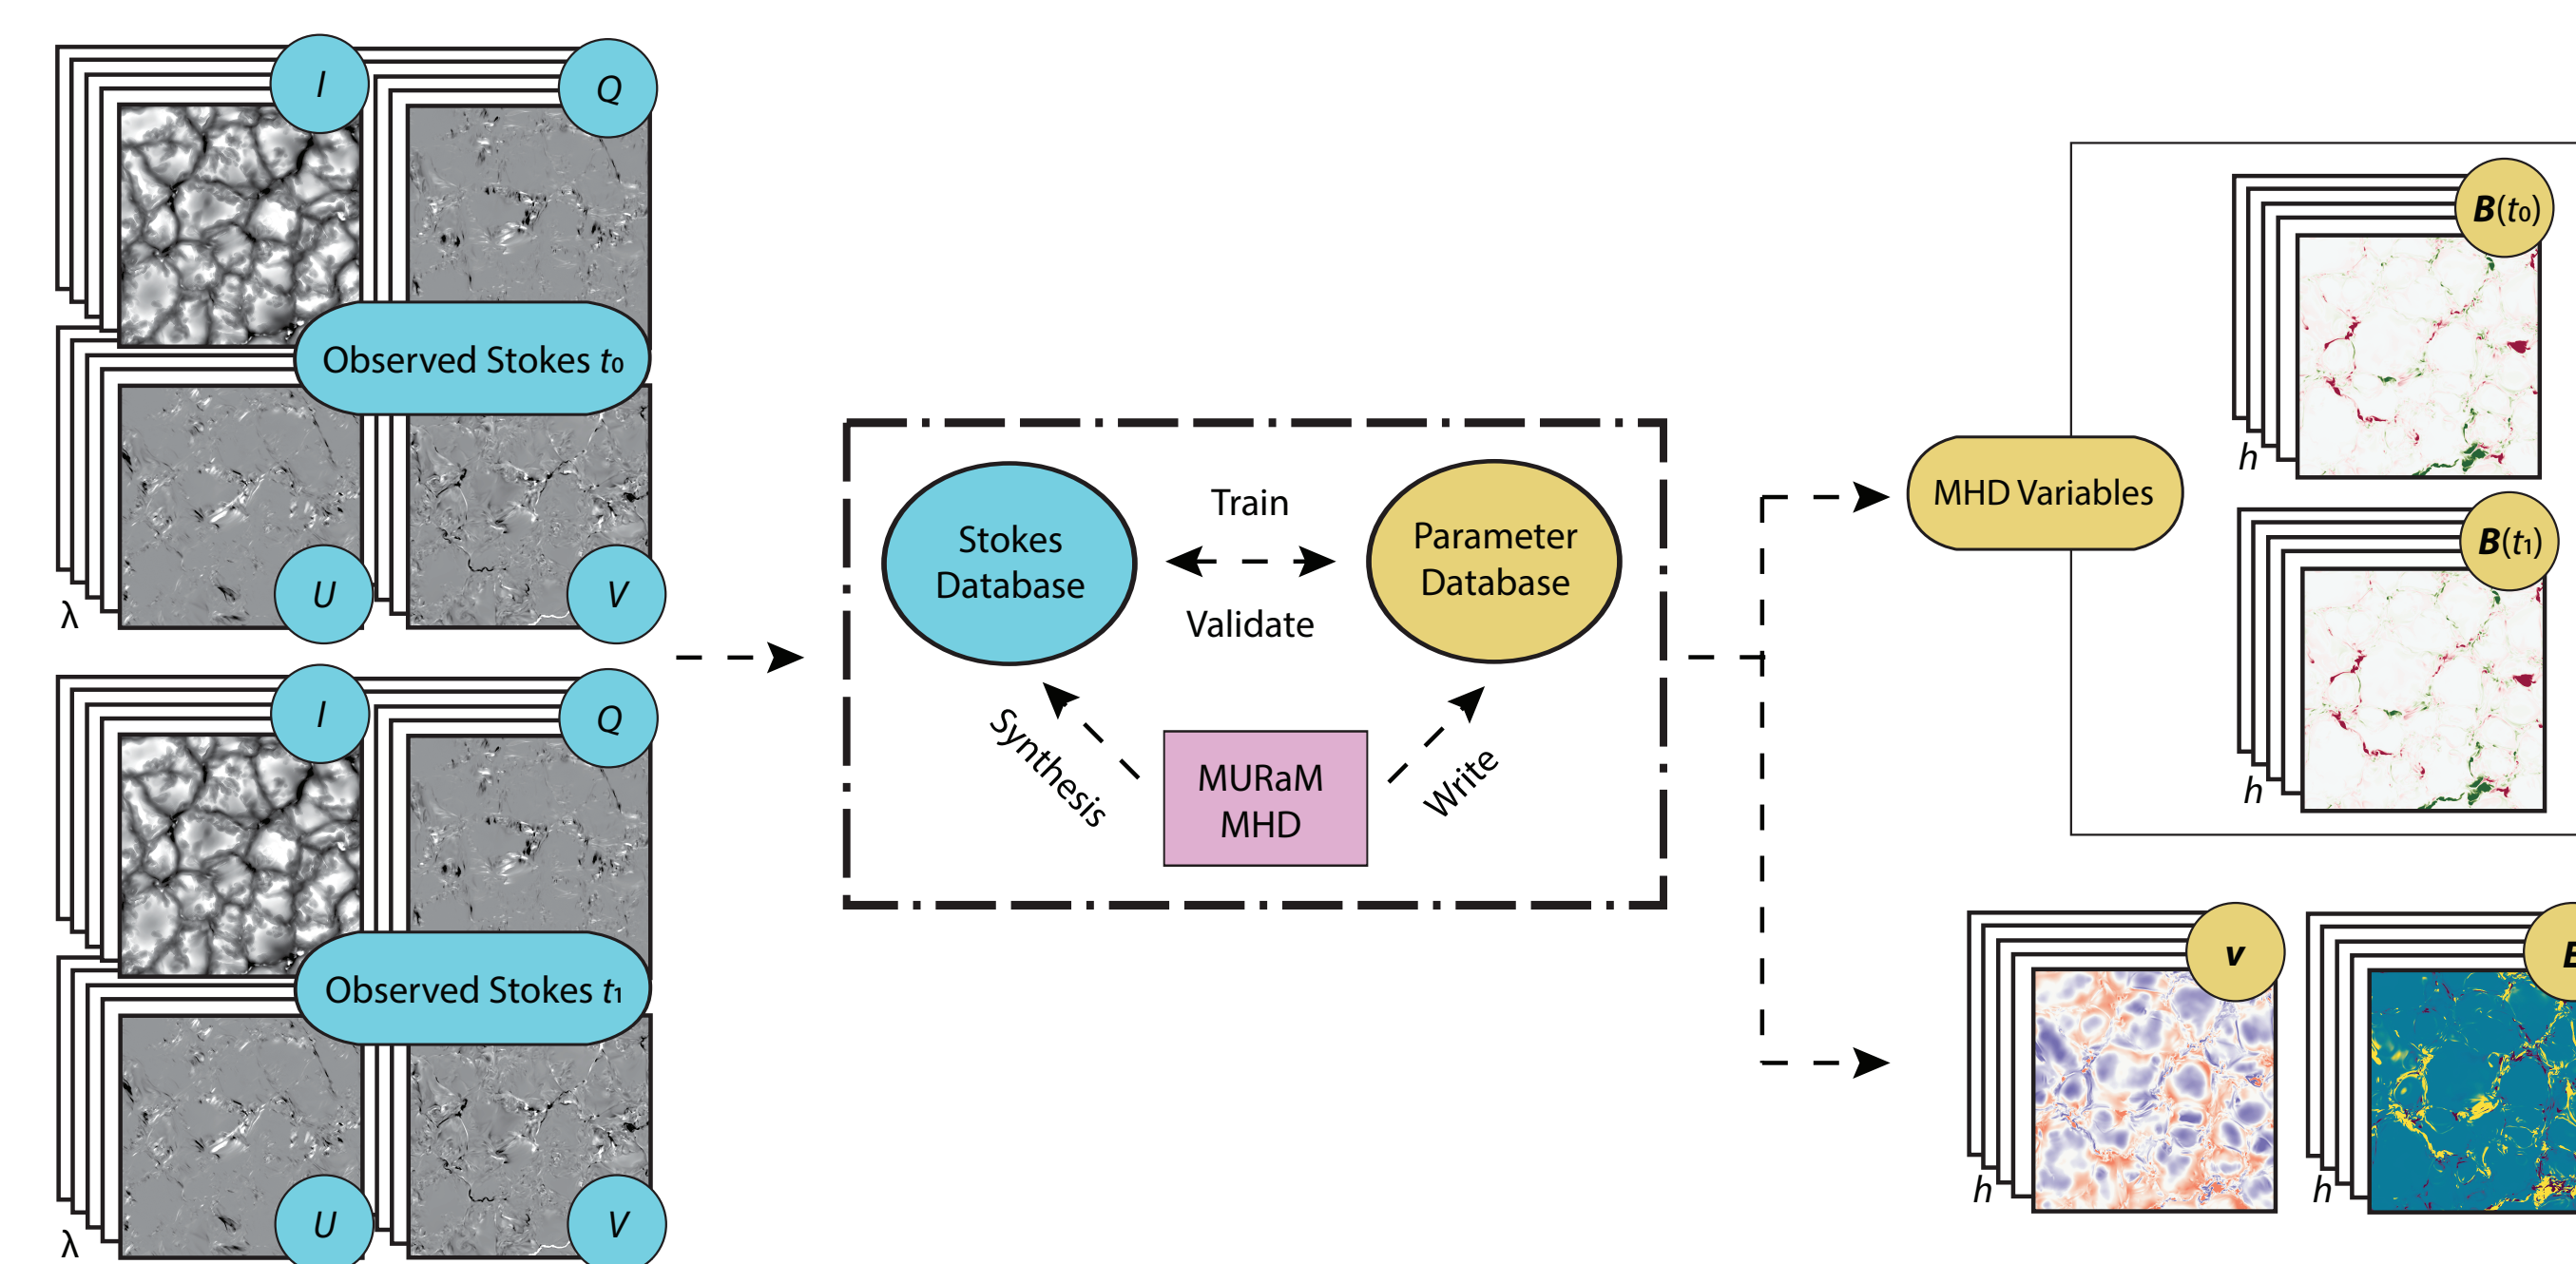 I
Q
Observed Stokes t₀
U
V
λ
I
Q
Observed Stokes t₁
U
V
λ
Stokes
Database
Train
Validate
Parameter
Database
Synthesis
Write
MURaM
MHD
MHD Variables
B(t₀)
h
B(t₁)
h
v
h
h